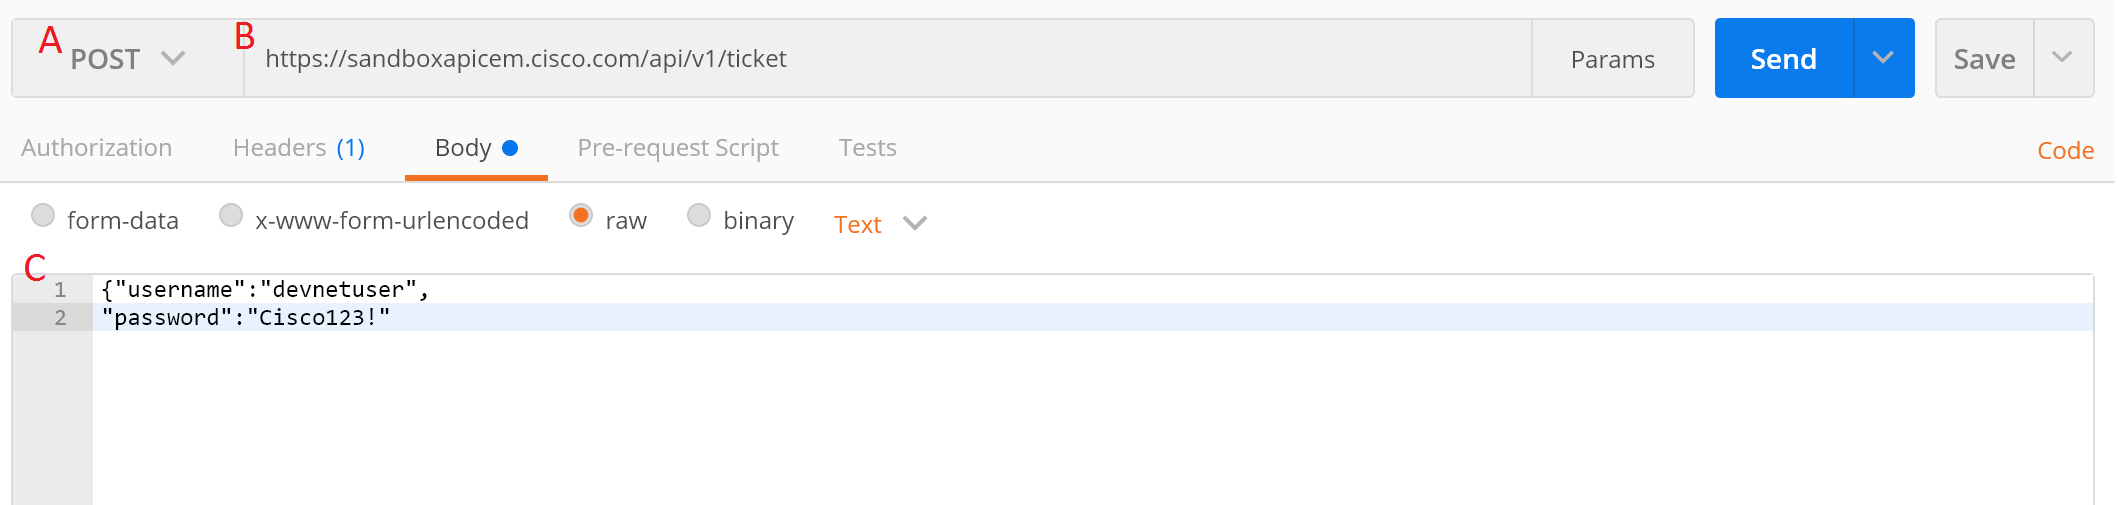 A POST B https://sandboxapicem.cisco.com/api/v1/ticket Params Send Save
Authorization Headers (1) Body Pre-request Script Tests Code
form-data x-www-form-urlencoded raw binary Text
C
1 {"username":"devnetuser",
2 "password":"Cisco123!"